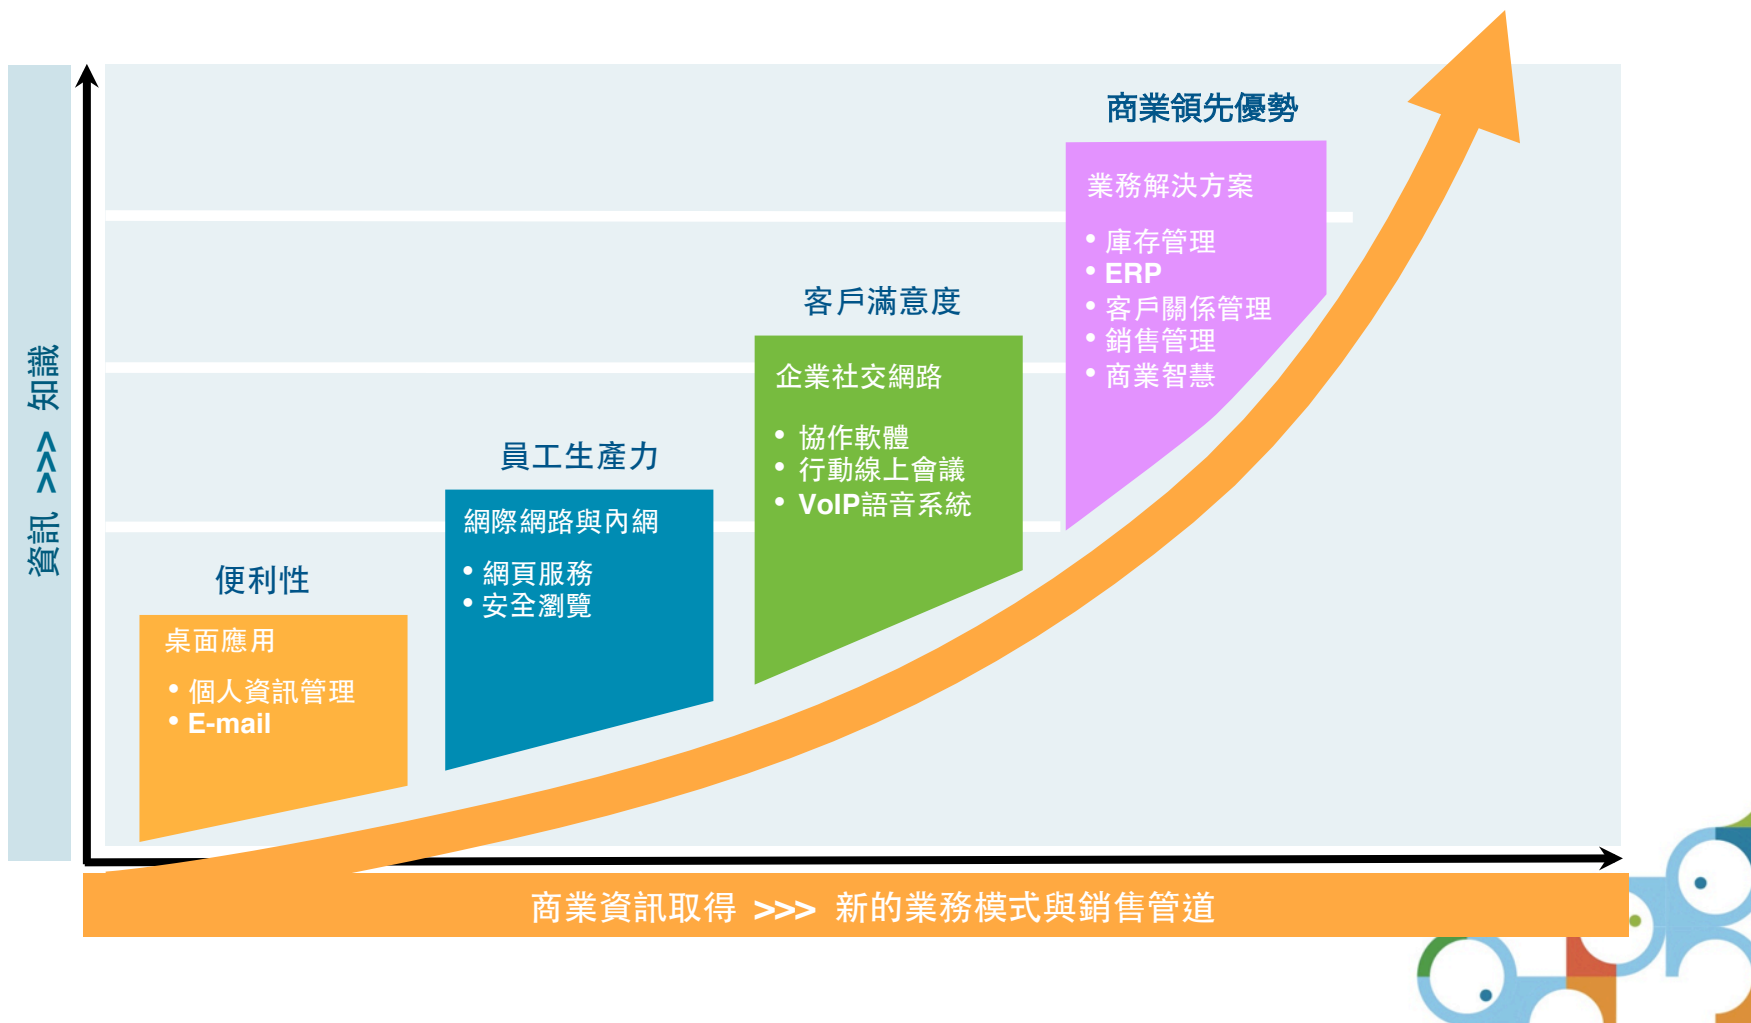 資訊 >>> 知識
商業領先優勢
業務解決方案
• 庫存管理
• ERP
• 客戶關係管理
• 銷售管理
• 商業智慧
客戶滿意度
企業社交網路
• 協作軟體
• 行動線上會議
• VoIP語音系統
員工生產力
網際網路與內網
• 網頁服務
• 安全瀏覽
便利性
桌面應用
• 個人資訊管理
• E-mail
商業資訊取得 >>> 新的業務模式與銷售管道